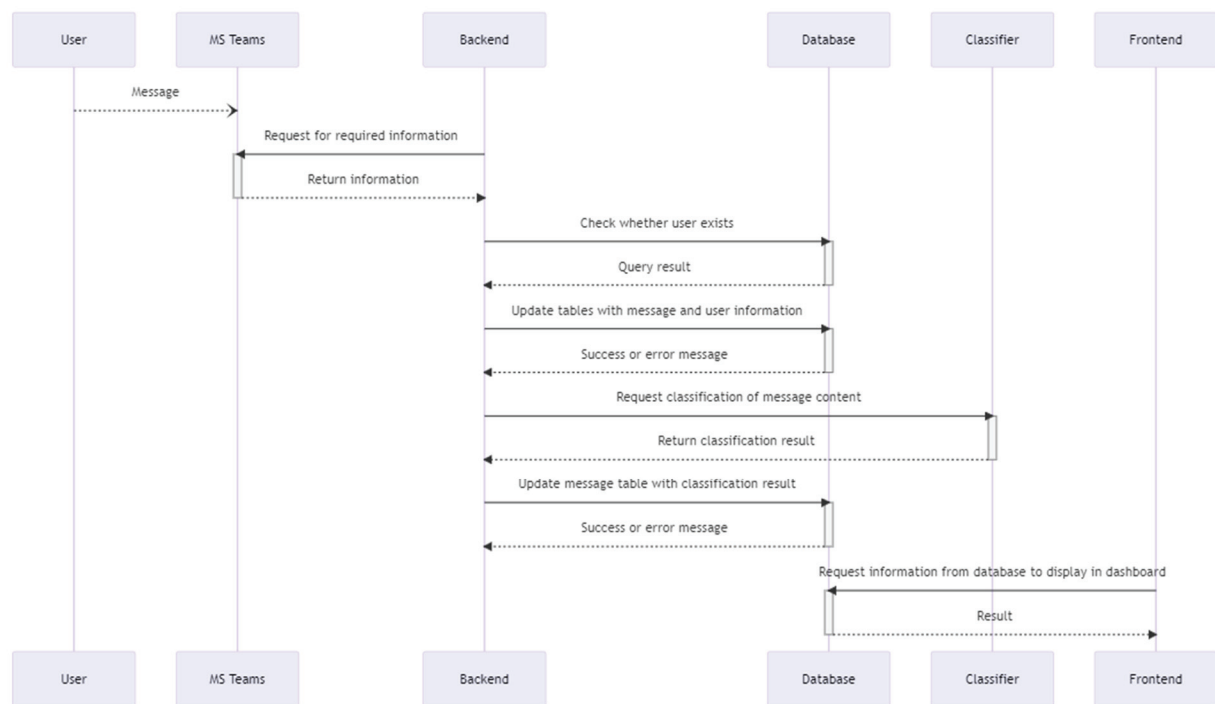 User
MS Teams
Backend
Database
Classifier
Frontend
Message
Request for required information
Return information
Check whether user exists
Query result
Update tables with message and user information
Success or error message
Request classification of message content
Return classification result
Update message table with classification result
Success or error message
Request information from database to display in dashboard
Result
User
MS Teams
Backend
Database
Classifier
Frontend